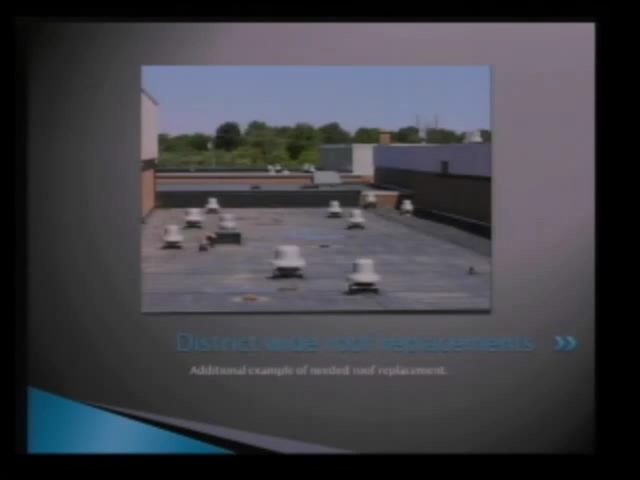 District wide roof replacements
Additional example of needed roof replacement.